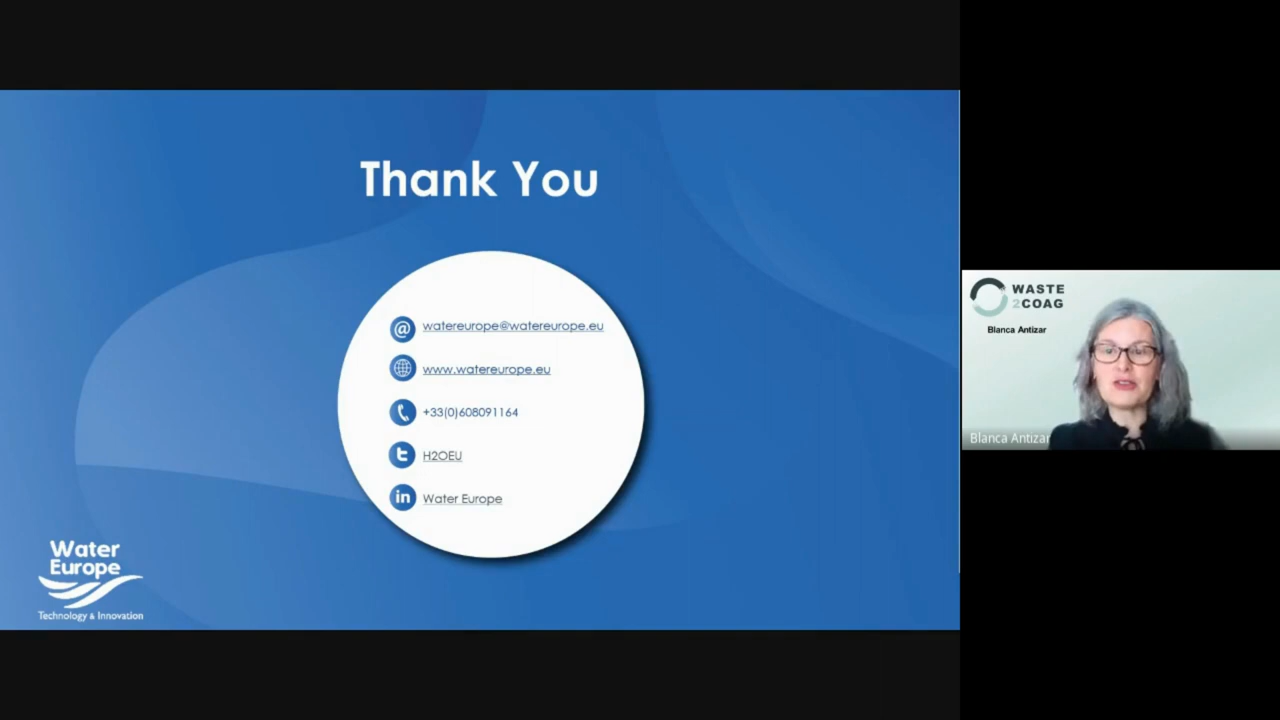 Thank You
watereurope@watereurope.eu
www.watereurope.eu
+33(0)608091164
H2OEU
in
Water Europe
Water
Europe
Technology & Innovation
WASTE
2COAG
Blanca Antizar
Blanca Antizar